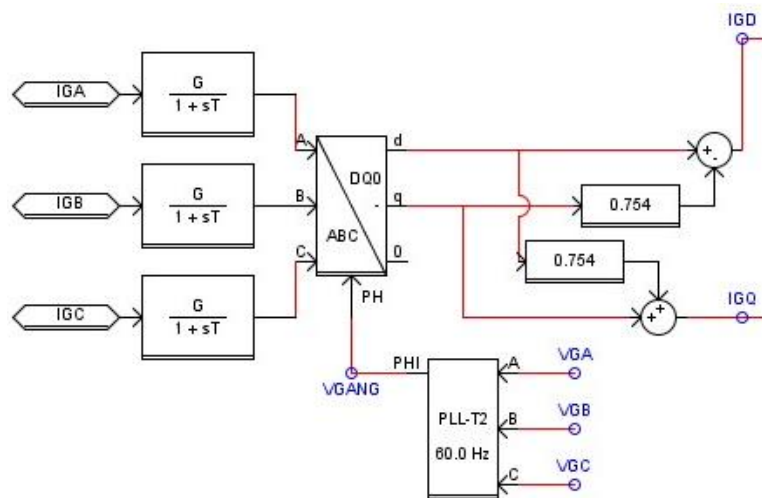 IGD
IGA
G
1 + sT
A
d
+
-
DQ0
IGB
G
1 + sT
B
-
q
0.754
ABC
C
0
0.754
IGC
G
1 + sT
PH
+
+
IGQ
VGANG
PHI
A
VGA
PLL-T2
B
VGB
60.0 Hz
C
VGC